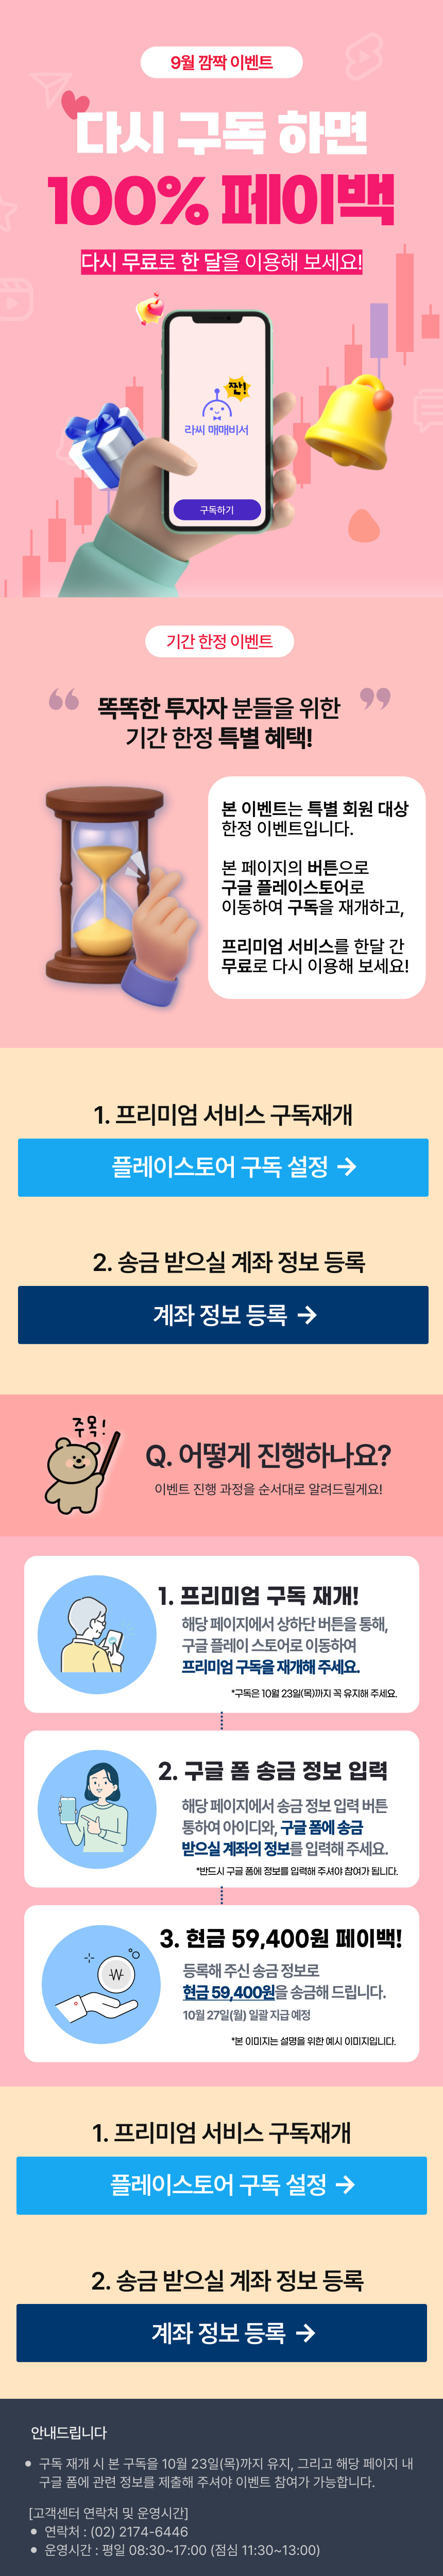 9월 깜짝 이벤트
다시 구독 하면
100% 페이백
다시 무료로 한 달을 이용해 보세요!
짠!
라씨 매매비서
구독하기
기간 한정 이벤트
“ 똑똑한 투자자 분들을 위한 ”
기간 한정 특별 혜택!
본 이벤트는 특별 회원 대상
한정 이벤트입니다.
본 페이지의 버튼으로
구글 플레이스토어로
이동하여 구독을 재개하고,
프리미엄 서비스를 한달 간
무료로 다시 이용해 보세요!
1. 프리미엄 서비스 구독재개
플레이스토어 구독 설정 →
2. 송금 받으실 계좌 정보 등록
계좌 정보 등록 →
주목!
Q. 어떻게 진행하나요?
이벤트 진행 과정을 순서대로 알려드릴게요!
1. 프리미엄 구독 재개!
해당 페이지에서 상하단 버튼을 통해,
구글 플레이 스토어로 이동하여
프리미엄 구독을 재개해 주세요.
*구독은 10월 23일(목)까지 꼭 유지해 주세요.
2. 구글 폼 송금 정보 입력
해당 페이지에서 송금 정보 입력 버튼
통하여 아이디와, 구글 폼에 송금
받으실 계좌의 정보를 입력해 주세요.
*반드시 구글 폼에 정보를 입력해 주셔야 참여가 됩니다.
3. 현금 59,400원 페이백!
등록해 주신 송금 정보로
현금 59,400원을 송금해 드립니다.
10월 27일(월) 일괄 지급 예정
*본 이미지는 설명을 위한 예시 이미지입니다.
1. 프리미엄 서비스 구독재개
플레이스토어 구독 설정 →
2. 송금 받으실 계좌 정보 등록
계좌 정보 등록 →
안내드립니다
● 구독 재개 시 본 구독을 10월 23일(목)까지 유지, 그리고 해당 페이지 내
구글 폼에 관련 정보를 제출해 주셔야 이벤트 참여가 가능합니다.
[고객센터 연락처 및 운영시간]
● 연락처 : (02) 2174-6446
● 운영시간 : 평일 08:30~17:00 (점심 11:30~13:00)